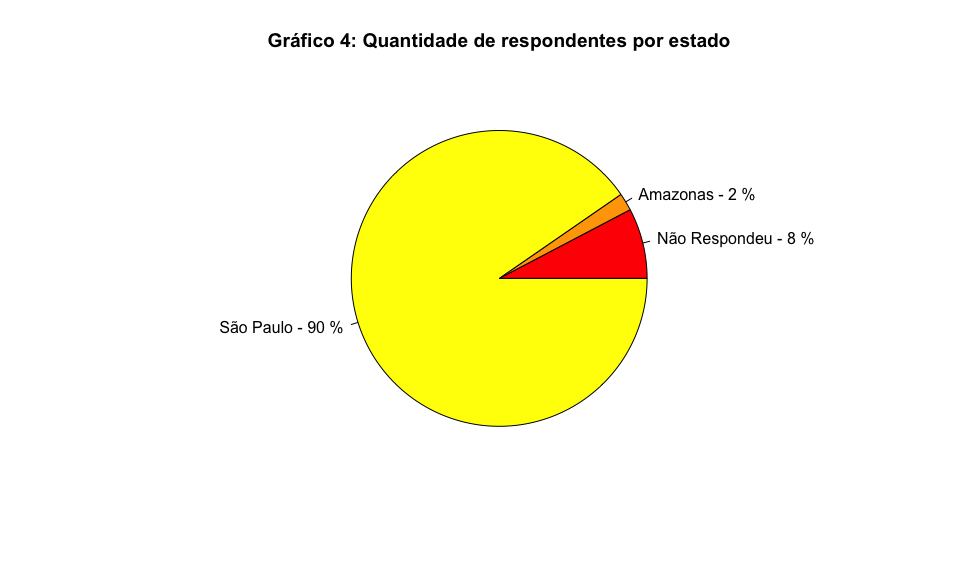 Gráfico 4: Quantidade de respondentes por estado
Amazonas - 2 %
Não Respondeu - 8 %
São Paulo - 90 %